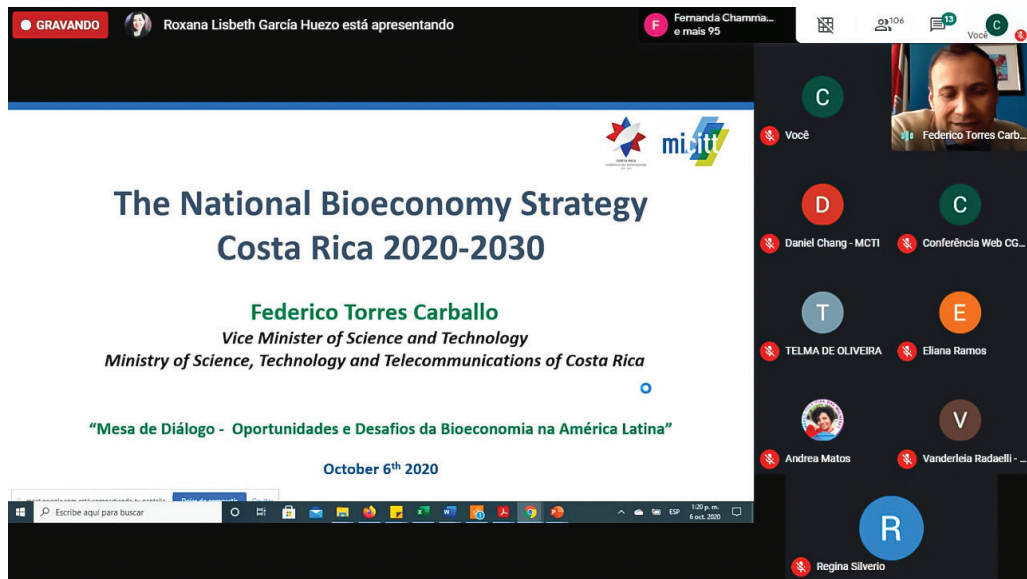 GRAVANDO
Roxana Lisbeth García Huezo está apresentando
F
Fernanda Chamma...
e mais 95
106
13
Você
C
COSTA RICA
micitt
The National Bioeconomy Strategy
Costa Rica 2020-2030
Federico Torres Carballo
Vice Minister of Science and Technology
Ministry of Science, Technology and Telecommunications of Costa Rica
“Mesa de Diálogo - Oportunidades e Desafios da Bioeconomia na América Latina”
October 6th 2020
Escribe aquí para buscar
ESP
1:20 p. m.
6 oct. 2020
C
Você
Federico Torres Carb...
D
Daniel Chang - MCTI
C
Conferência Web CG...
T
TELMA DE OLIVEIRA
E
Eliana Ramos
Andrea Matos
V
Vanderleia Radaelli - ...
R
Regina Silverio